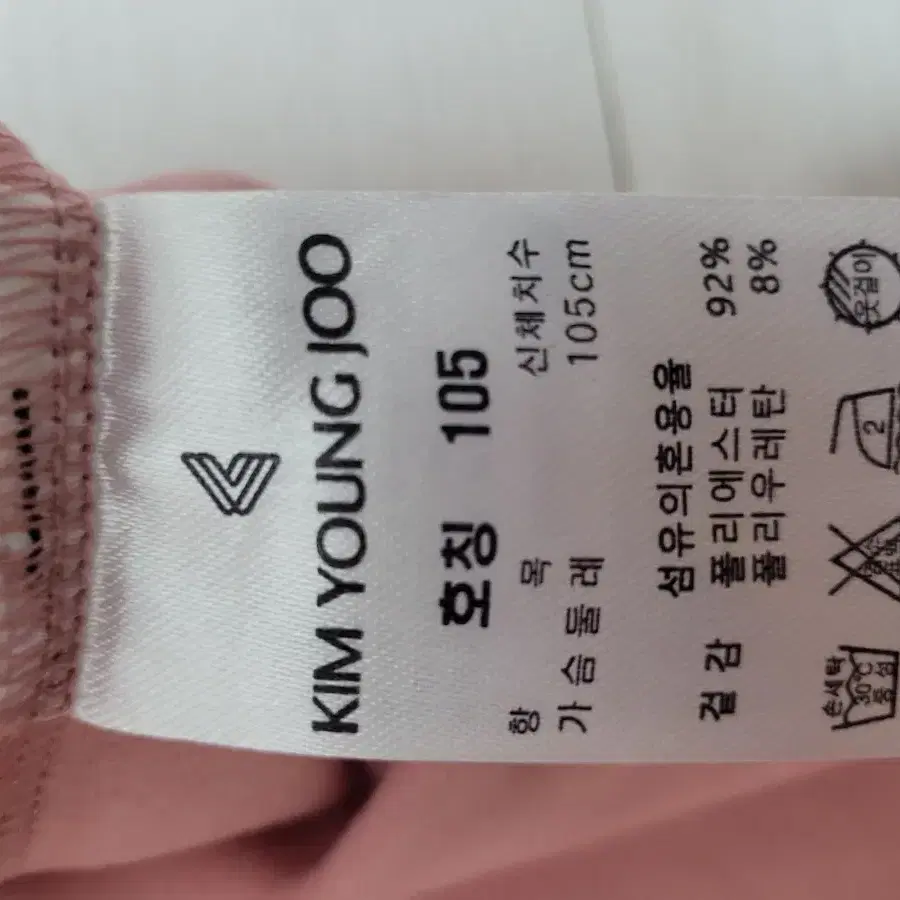 KIM YOUNG JOO
호칭 105
항 목 신체치수
가슴둘레 105cm
섬유의혼용율
겉감 폴리에스터 92%
폴리우레탄 8%
손세탁
30℃
중성
2
옷걸이